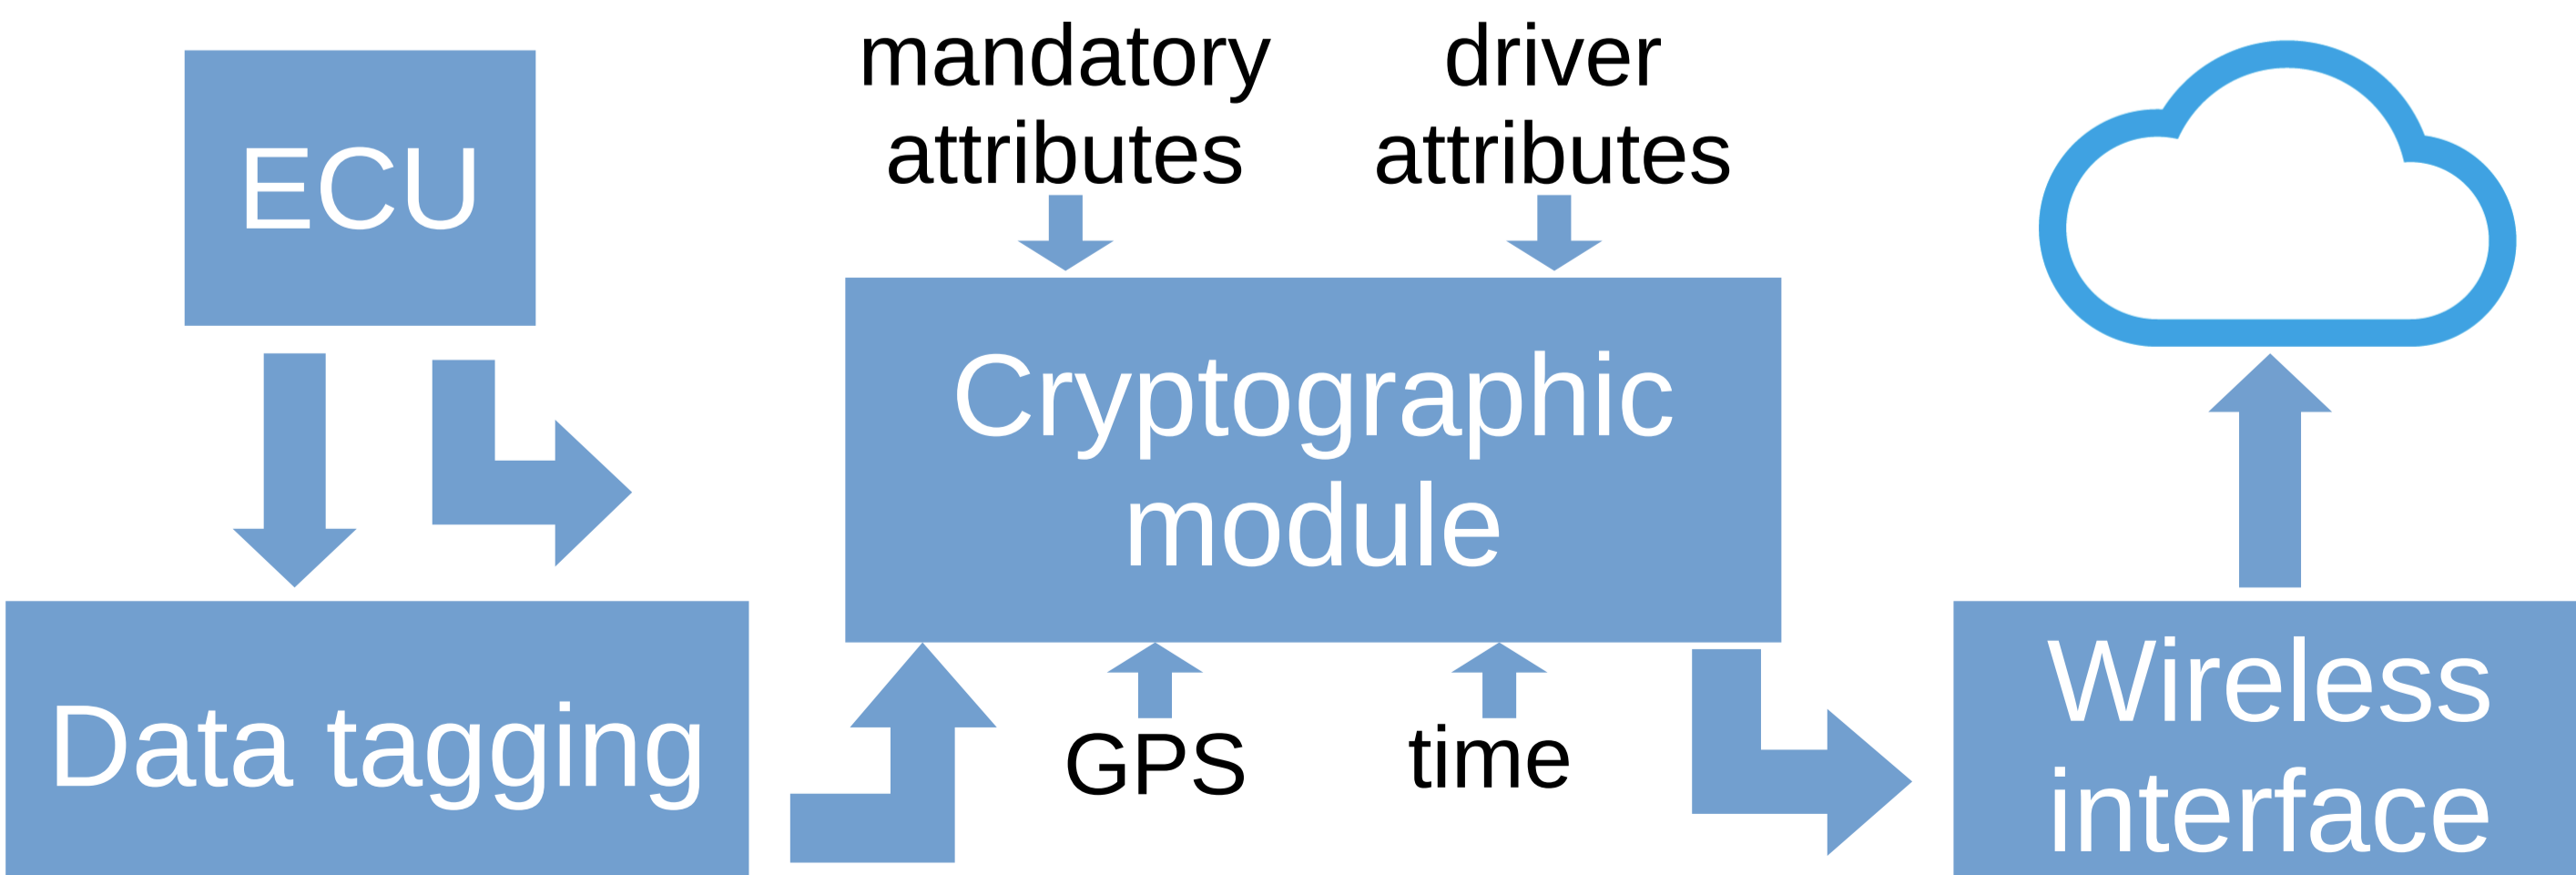 ECU
mandatory
attributes
driver
attributes
Cryptographic
module
Data tagging
GPS
time
Wireless
interface